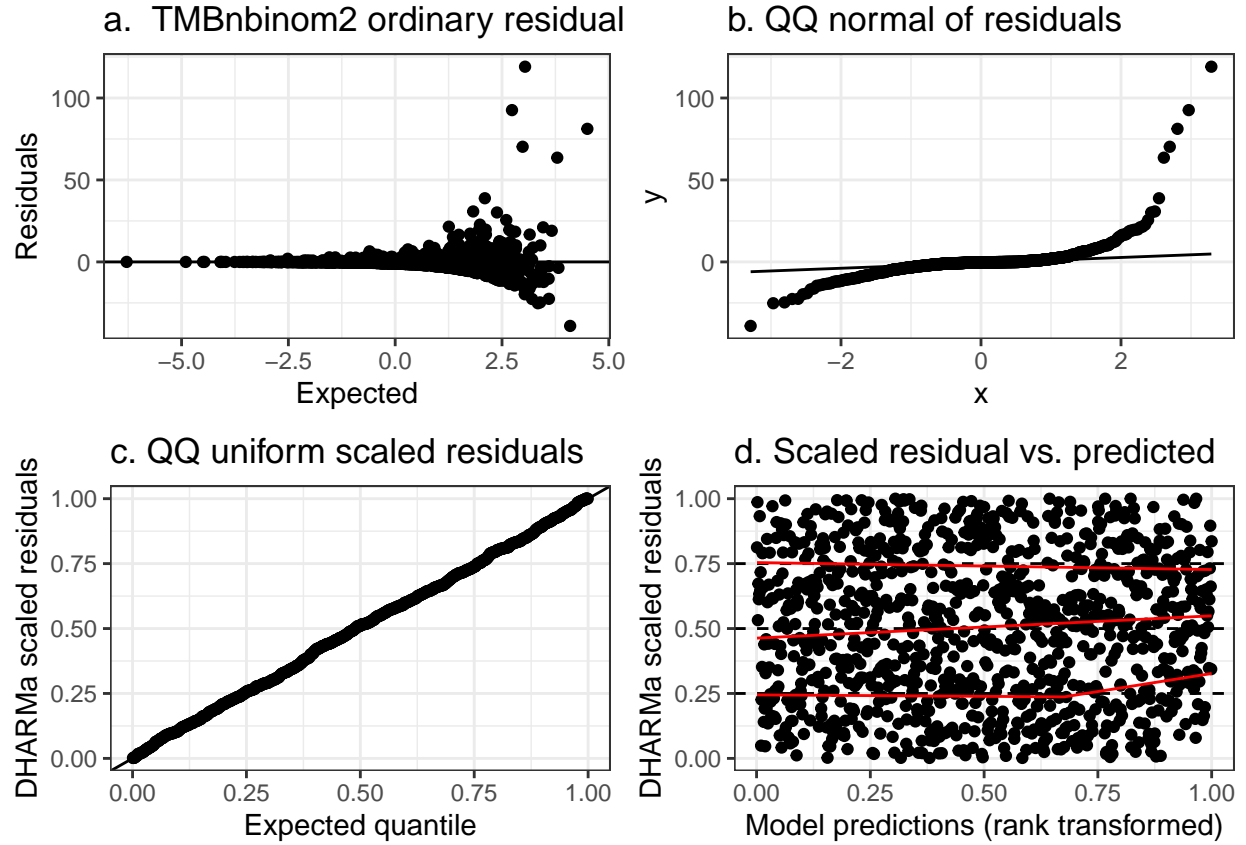 a.  TMBnbinom2 ordinary residual
Residuals
100
50
0
−5.0 −2.5 0.0 2.5 5.0
Expected
b. QQ normal of residuals
y
100
50
0
−2 0 2
x
c. QQ uniform scaled residuals
DHARMa scaled residuals
1.00
0.75
0.50
0.25
0.00
0.00 0.25 0.50 0.75 1.00
Expected quantile
d. Scaled residual vs. predicted
DHARMa scaled residuals
1.00
0.75
0.50
0.25
0.00
0.00 0.25 0.50 0.75 1.00
Model predictions (rank transformed)